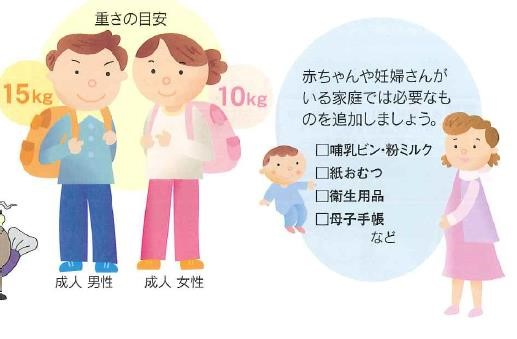 重さの目安
15kg
10kg
成人 男性
成人 女性
赤ちゃんや妊婦さんが
いる家庭では必要なも
のを追加しましょう。
□哺乳ビン・粉ミルク
□紙おむつ
□衛生用品
□母子手帳
など